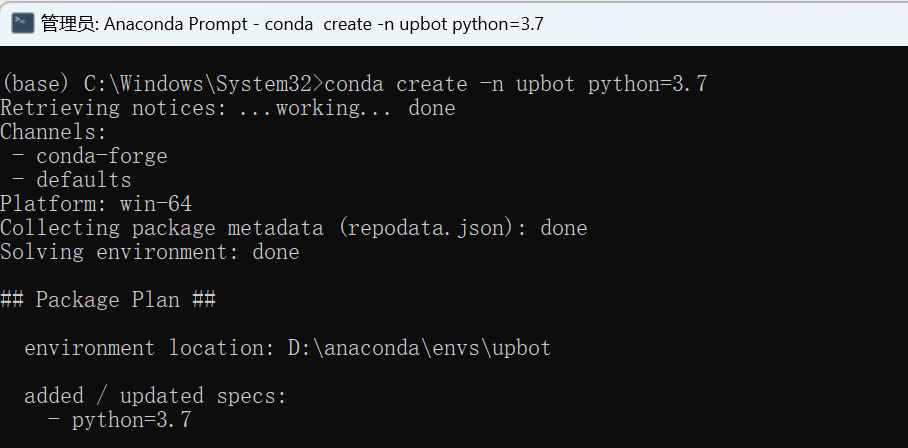 管理员: Anaconda Prompt - conda  create -n upbot python=3.7
(base) C:\Windows\System32>conda create -n upbot python=3.7
Retrieving notices: ...working... done
Channels:
 - conda-forge
 - defaults
Platform: win-64
Collecting package metadata (repodata.json): done
Solving environment: done
## Package Plan ##
  environment location: D:\anaconda\envs\upbot
  added / updated specs:
    - python=3.7